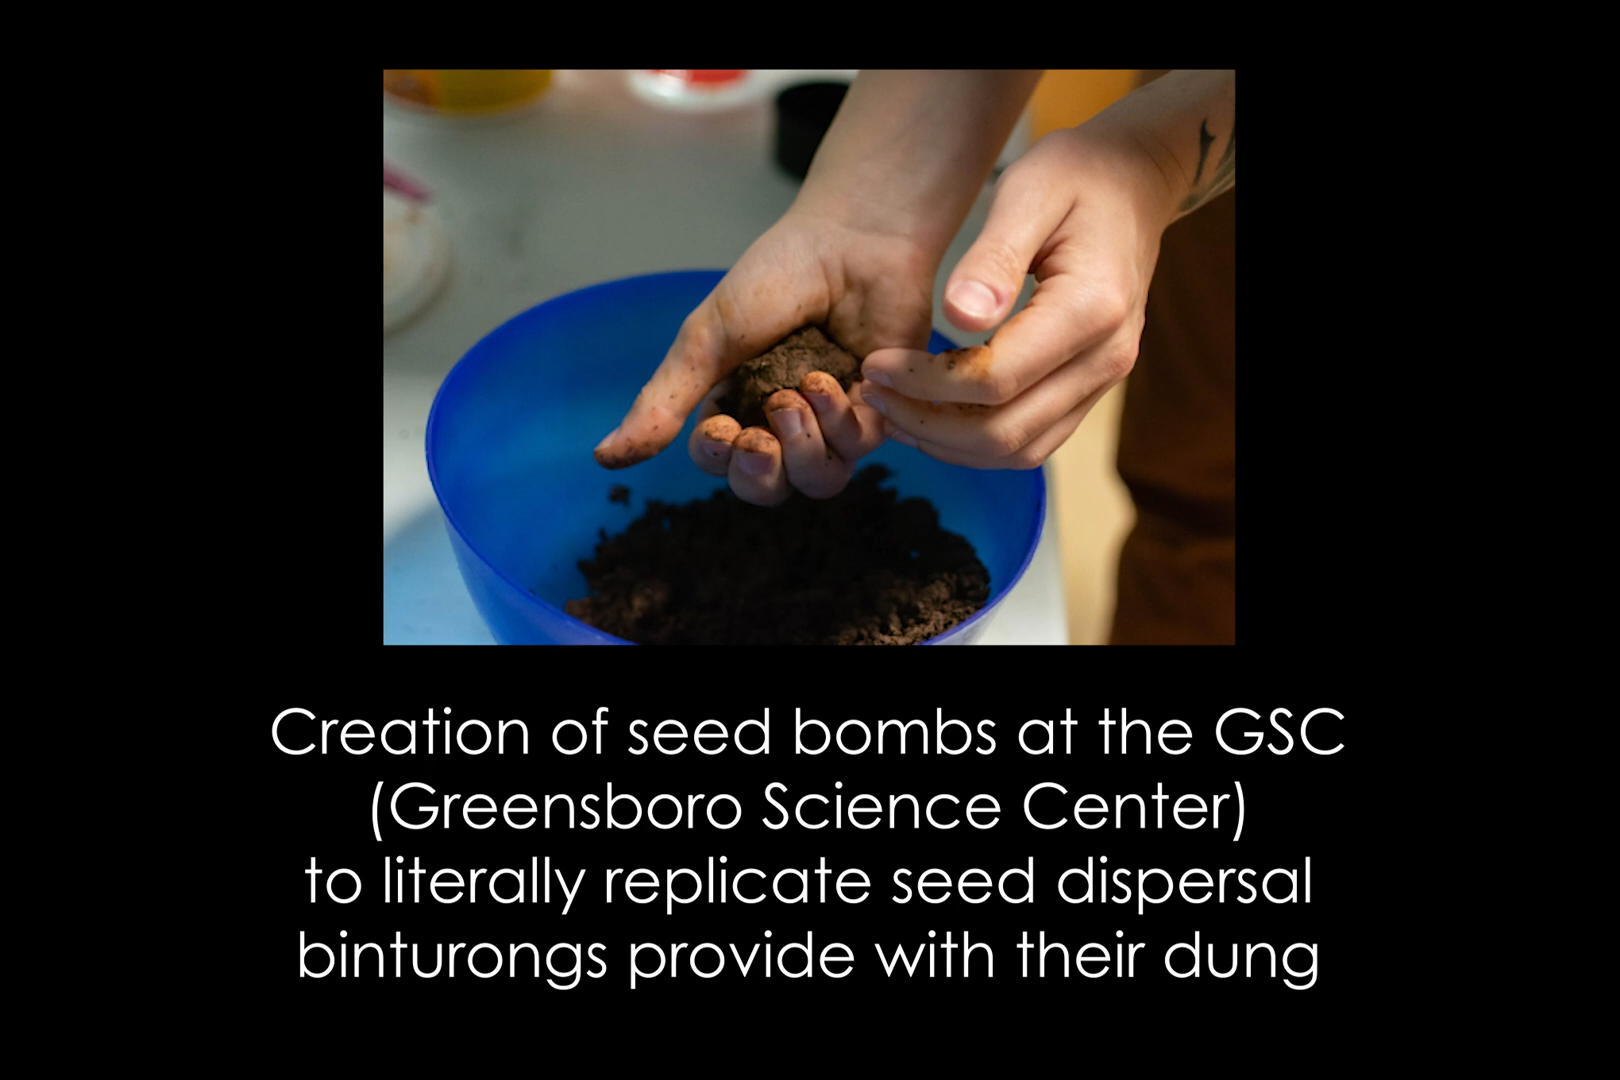 Creation of seed bombs at the GSC
(Greensboro Science Center)
to literally replicate seed dispersal
binturongs provide with their dung